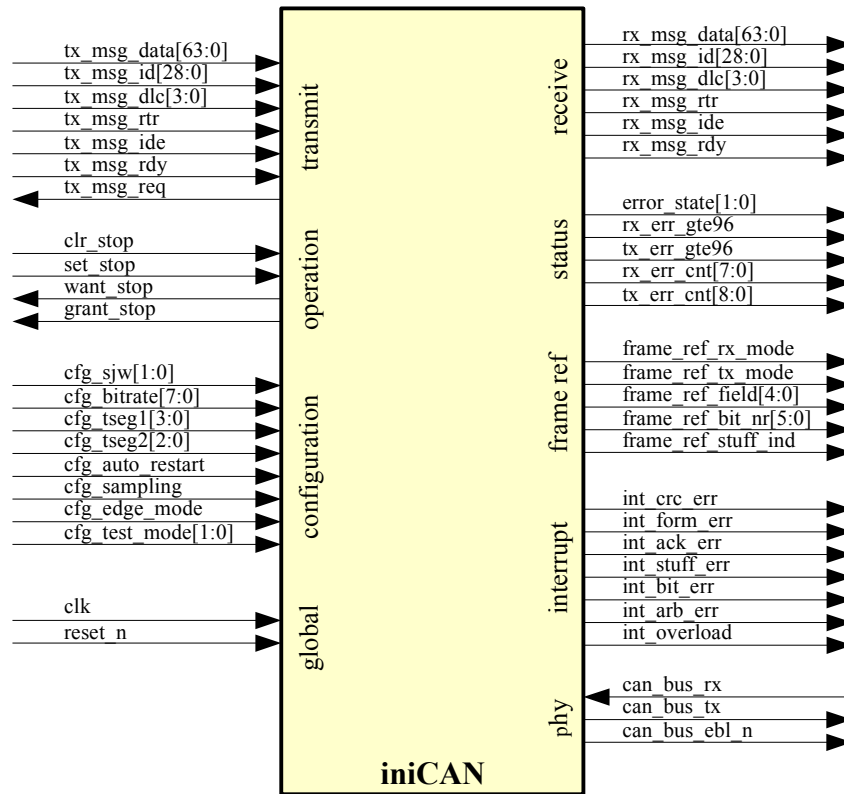 tx_msg_data[63:0]
tx_msg_id[28:0]
tx_msg_dlc[3:0]
tx_msg_rtr
tx_msg_ide
tx_msg_rdy
tx_msg_req
transmit
clr_stop
set_stop
want_stop
grant_stop
operation
cfg_sjw[1:0]
cfg_bitrate[7:0]
cfg_tseg1[3:0]
cfg_tseg2[2:0]
cfg_auto_restart
cfg_sampling
cfg_edge_mode
cfg_test_mode[1:0]
configuration
clk
reset_n
global
rx_msg_data[63:0]
rx_msg_id[28:0]
rx_msg_dlc[3:0]
rx_msg_rtr
rx_msg_ide
rx_msg_rdy
receive
error_state[1:0]
rx_err_gte96
tx_err_gte96
rx_err_cnt[7:0]
tx_err_cnt[8:0]
status
frame_ref_rx_mode
frame_ref_tx_mode
frame_ref_field[4:0]
frame_ref_bit_nr[5:0]
frame_ref_stuff_ind
frame ref
int_crc_err
int_form_err
int_ack_err
int_stuff_err
int_bit_err
int_arb_err
int_overload
interrupt
can_bus_rx
can_bus_tx
can_bus_ebl_n
phy
iniCAN